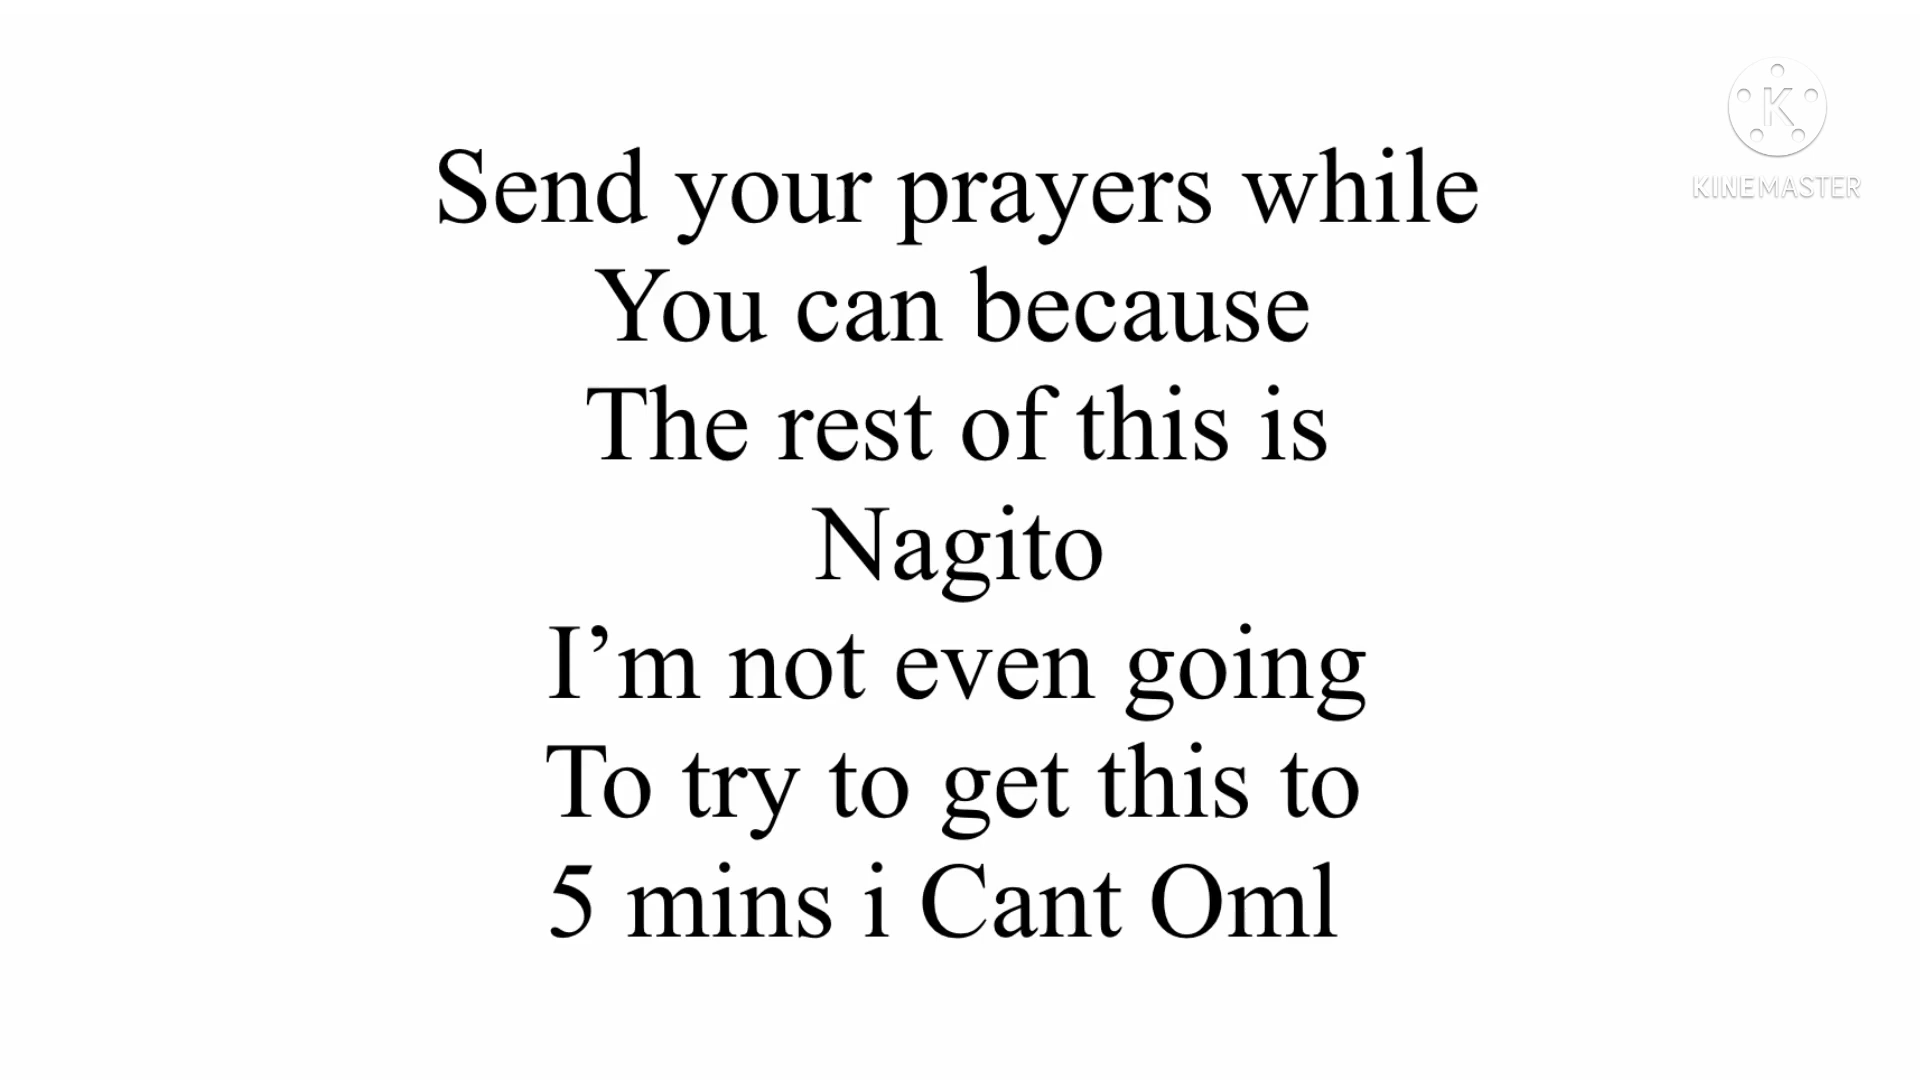 Send your prayers while
You can because
The rest of this is
Nagito
I’m not even going
To try to get this to
5 mins i Cant Oml
K
KINEMASTER